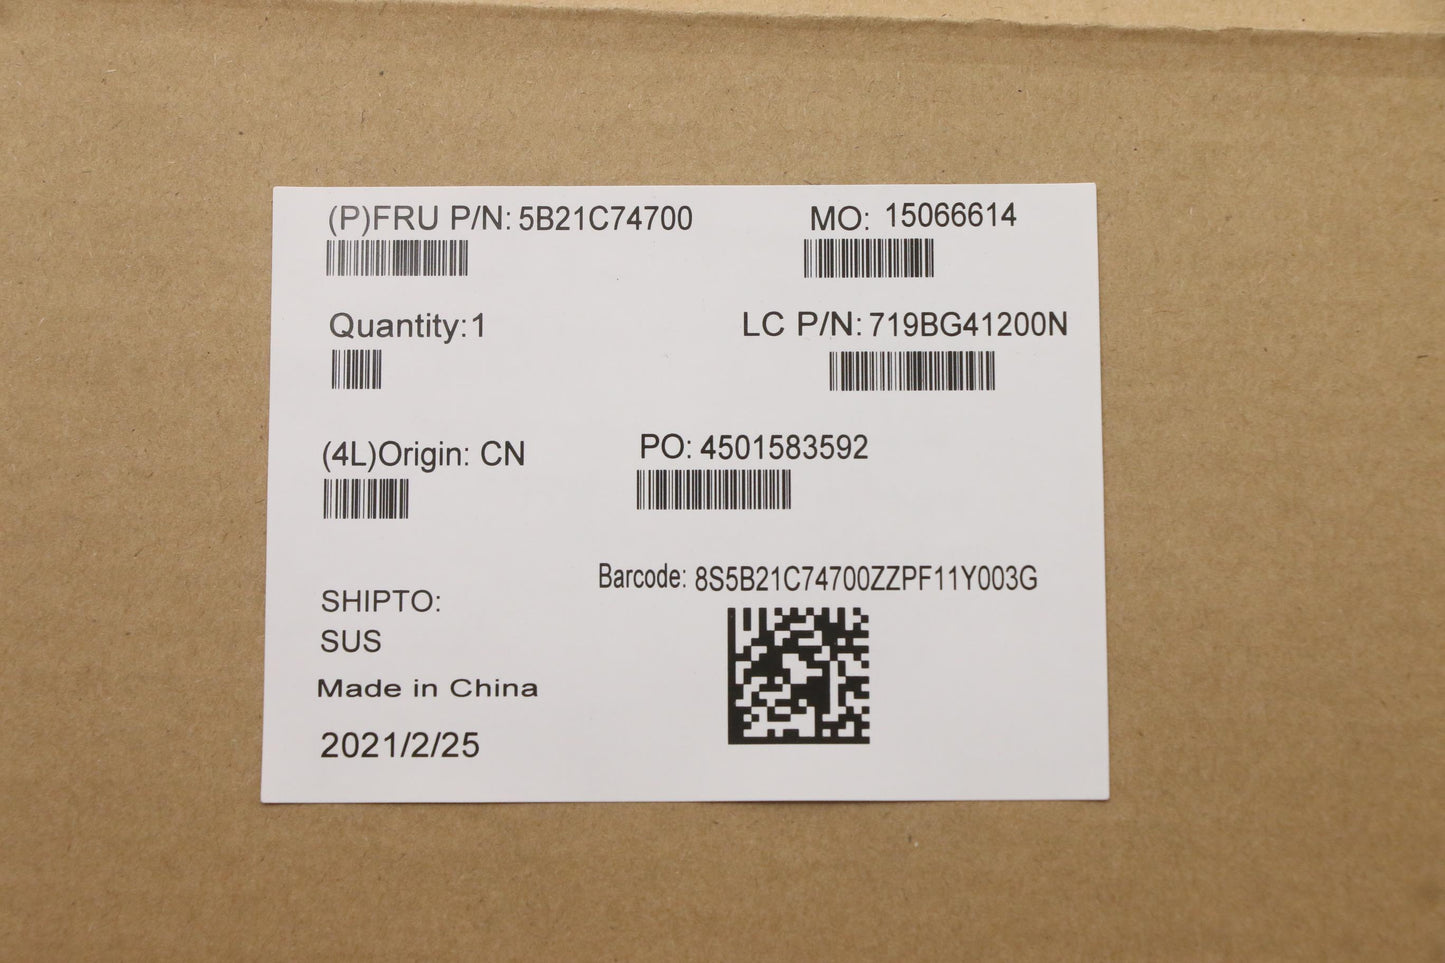 (P)FRU P/N: 5B21C74700
MO: 15066614
Quantity:1
LC P/N: 719BG41200N
(4L)Origin: CN
PO: 4501583592
Barcode: 8S5B21C74700ZZPF11Y003G
SHIPTO:
SUS
Made in China
2021/2/25